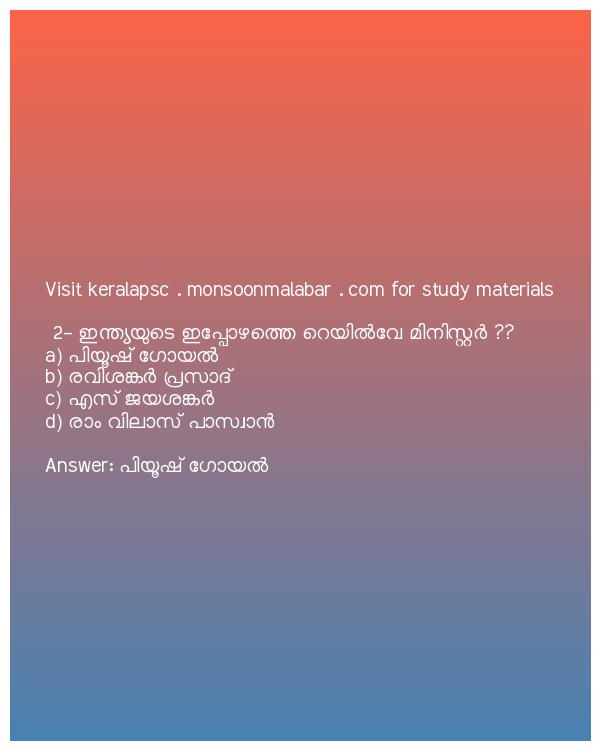 Visit keralapsc . monsoonmalabar . com for study materials
2- ഇന്ത്യയുടെ ഇപ്പോഴത്തെ റെയിൽവേ മിനിസ്റ്റർ ??
a) പിയൂഷ് ഗോയൽ
b) രവിശങ്കർ പ്രസാദ്
c) എസ് ജയശങ്കർ
d) രാം വിലാസ് പാസ്വാൻ
Answer: പിയൂഷ് ഗോയൽ